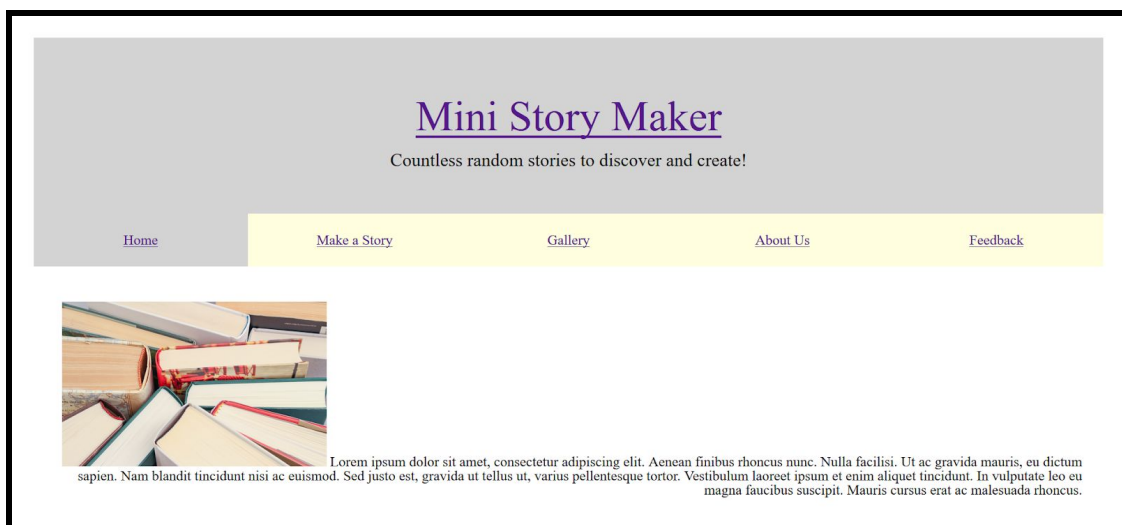 Mini Story Maker
Countless random stories to discover and create!
Home Make a Story Gallery About Us Feedback
Lorem ipsum dolor sit amet, consectetur adipiscing elit. Aenean finibus rhoncus nunc. Nulla facilisi. Ut ac gravida mauris, eu dictum
sapien. Nam blandit tincidunt nisi ac euismod. Sed justo est, gravida ut tellus ut, varius pellentesque tortor. Vestibulum laoreet ipsum et enim aliquet tincidunt. In vulputate leo eu
magna faucibus suscipit. Mauris cursus erat ac malesuada rhoncus.